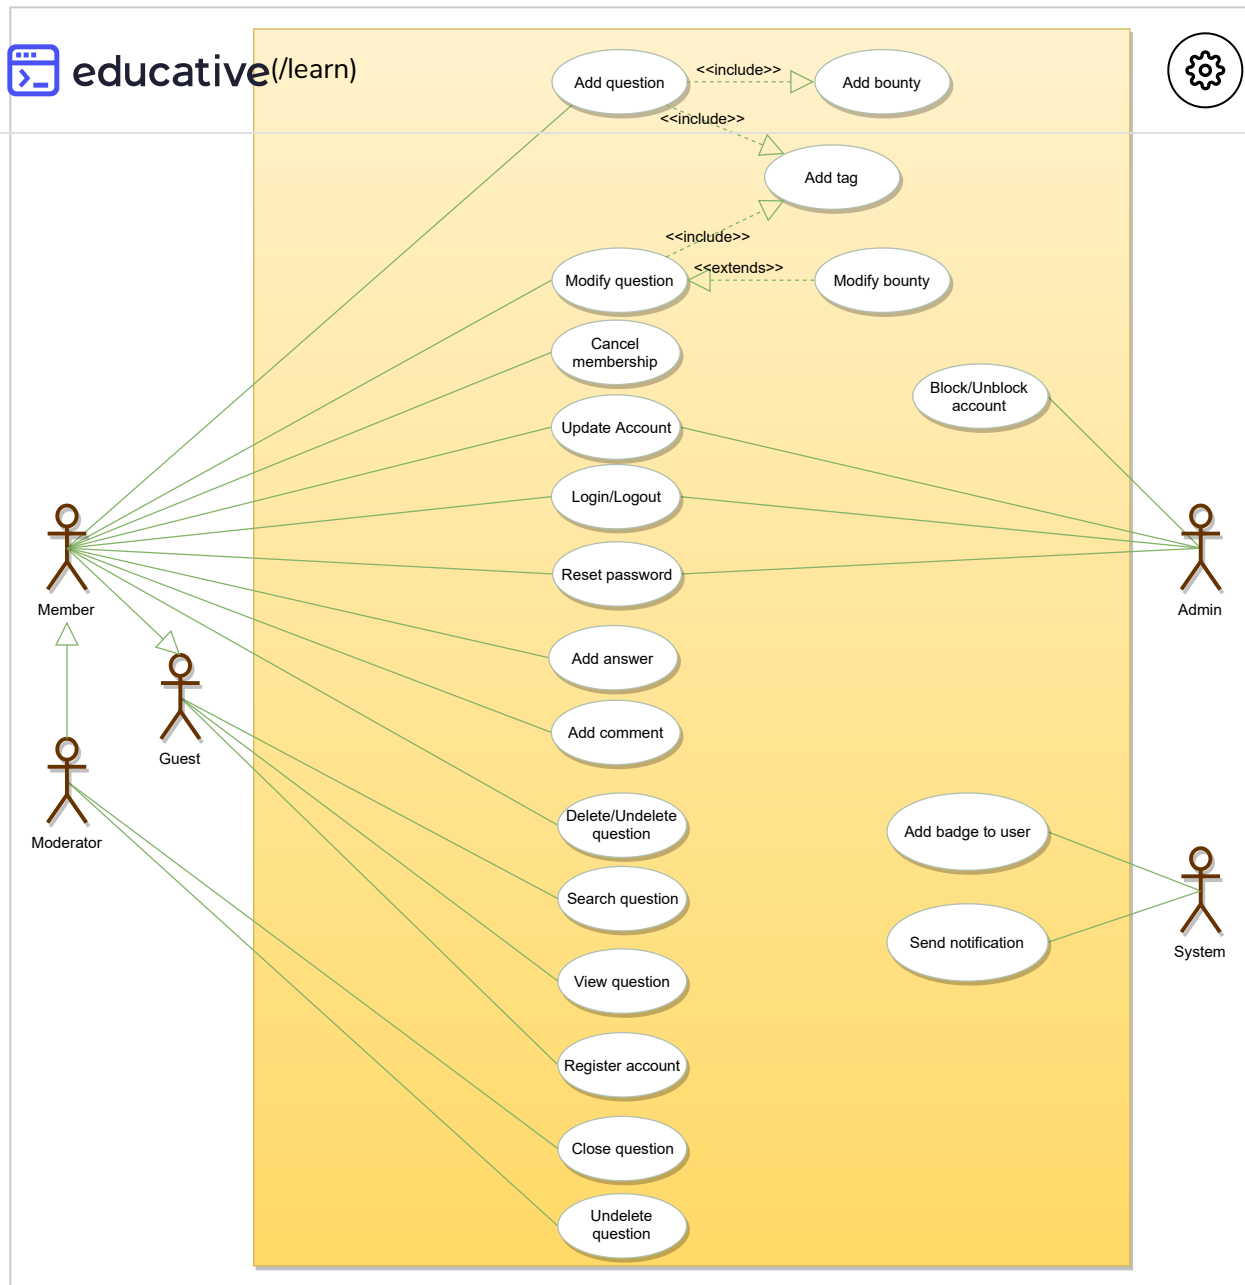 educative(/learn)
Add question
<<include>>
Add bounty
<<include>>
Add tag
<<include>>
<<extends>>
Modify question
Modify bounty
Cancel
membership
Block/Unblock
account
Update Account
Login/Logout
Reset password
Member
Admin
Add answer
Add comment
Guest
Moderator
Delete/Undelete
question
Add badge to user
Search question
Send notification
System
View question
Register account
Close question
Undelete
question